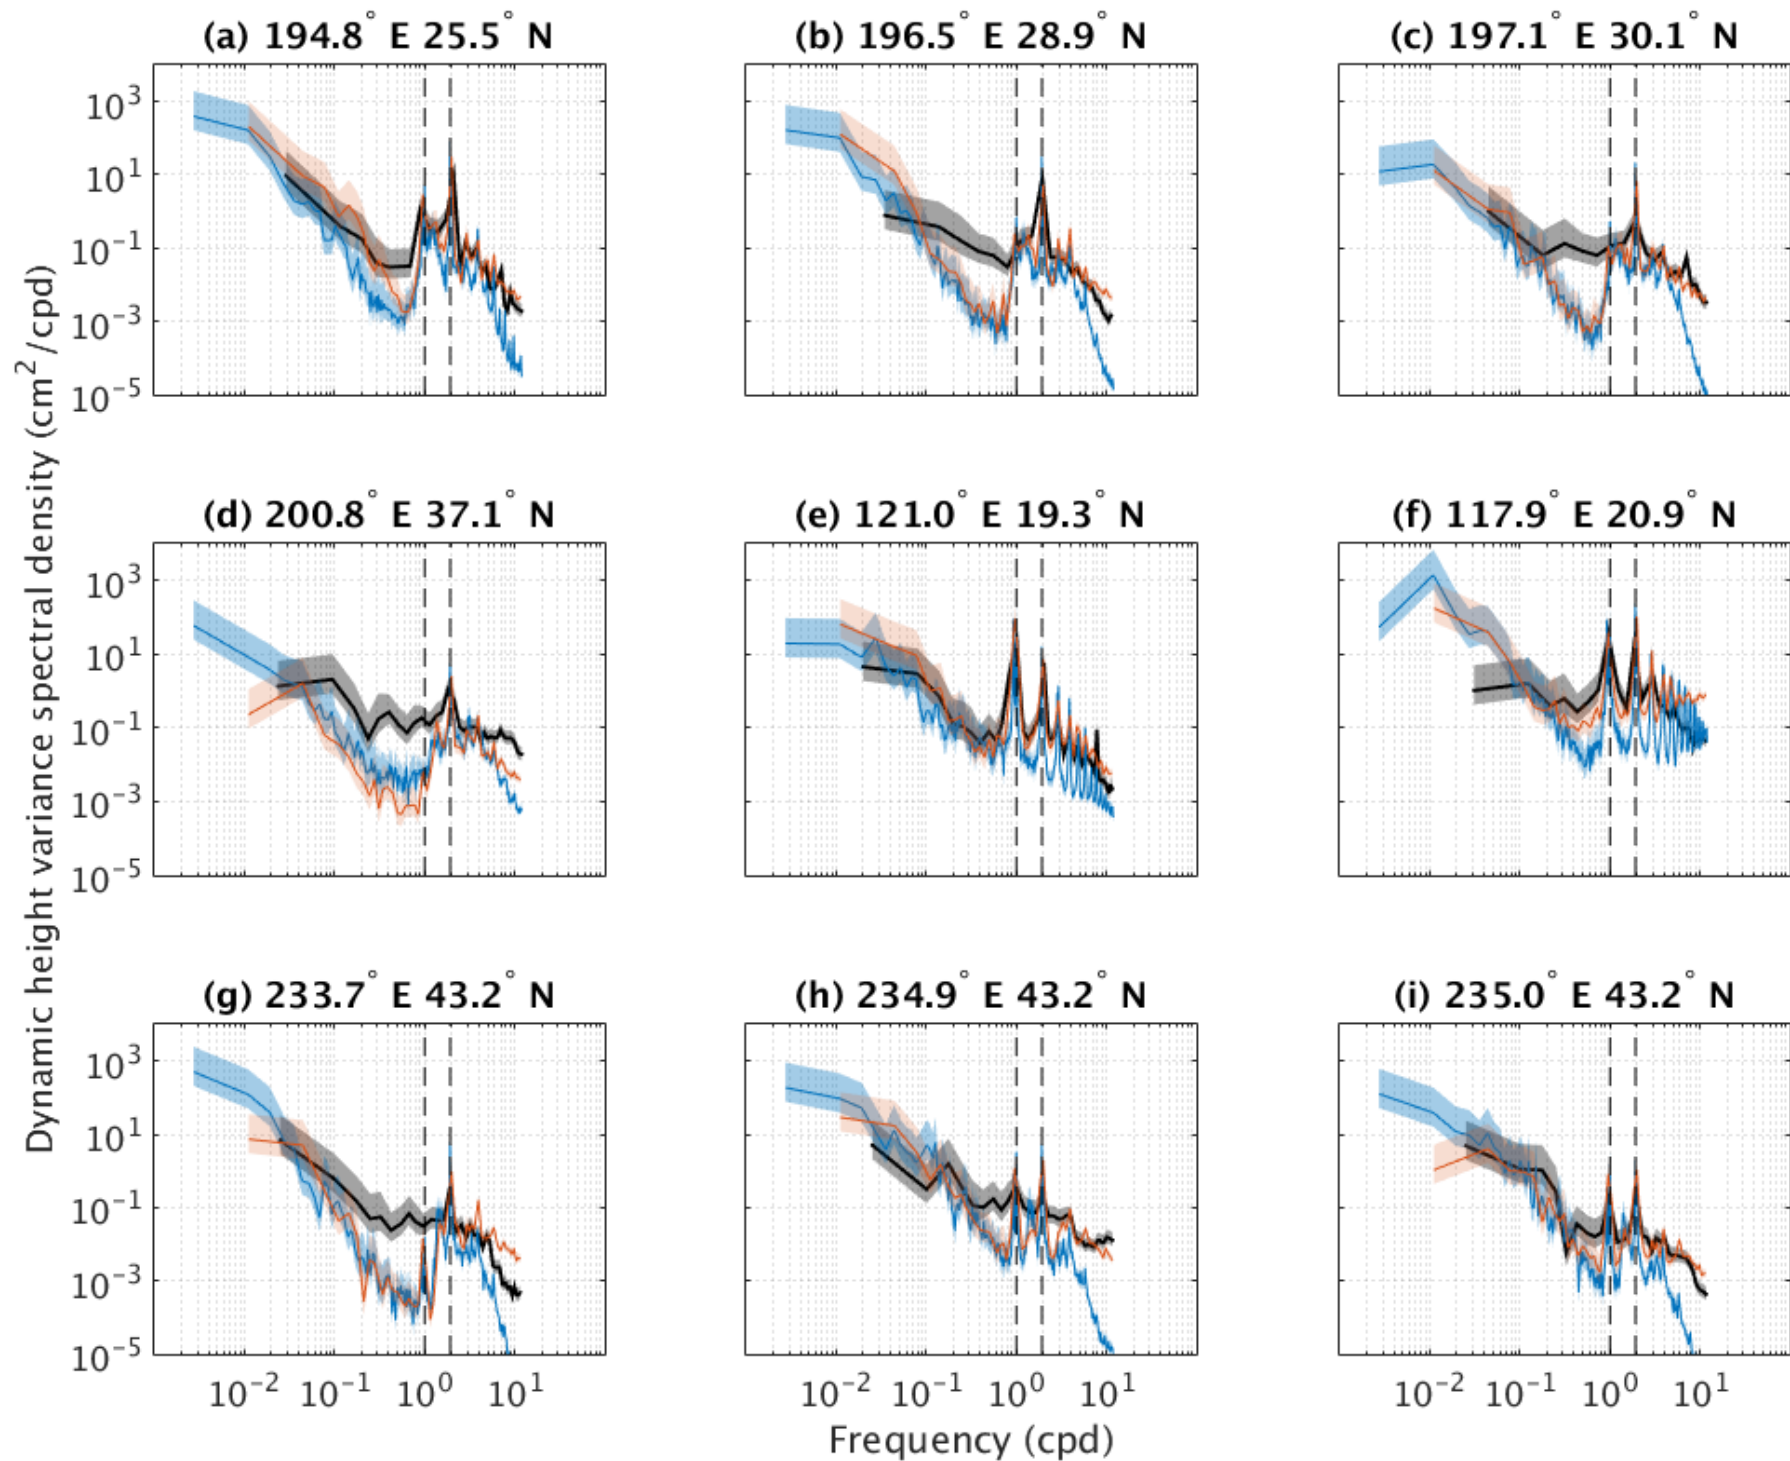 (a) 194.8° E 25.5° N
(b) 196.5° E 28.9° N
(c) 197.1° E 30.1° N
10³
10¹
10⁻¹
10⁻³
10⁻⁵
(d) 200.8° E 37.1° N
(e) 121.0° E 19.3° N
(f) 117.9° E 20.9° N
10³
10¹
10⁻¹
10⁻³
10⁻⁵
(g) 233.7° E 43.2° N
(h) 234.9° E 43.2° N
(i) 235.0° E 43.2° N
10³
10¹
10⁻¹
10⁻³
10⁻⁵
10⁻² 10⁻¹ 10⁰ 10¹
10⁻² 10⁻¹ 10⁰ 10¹
10⁻² 10⁻¹ 10⁰ 10¹
Frequency (cpd)
Dynamic height variance spectral density (cm²/cpd)